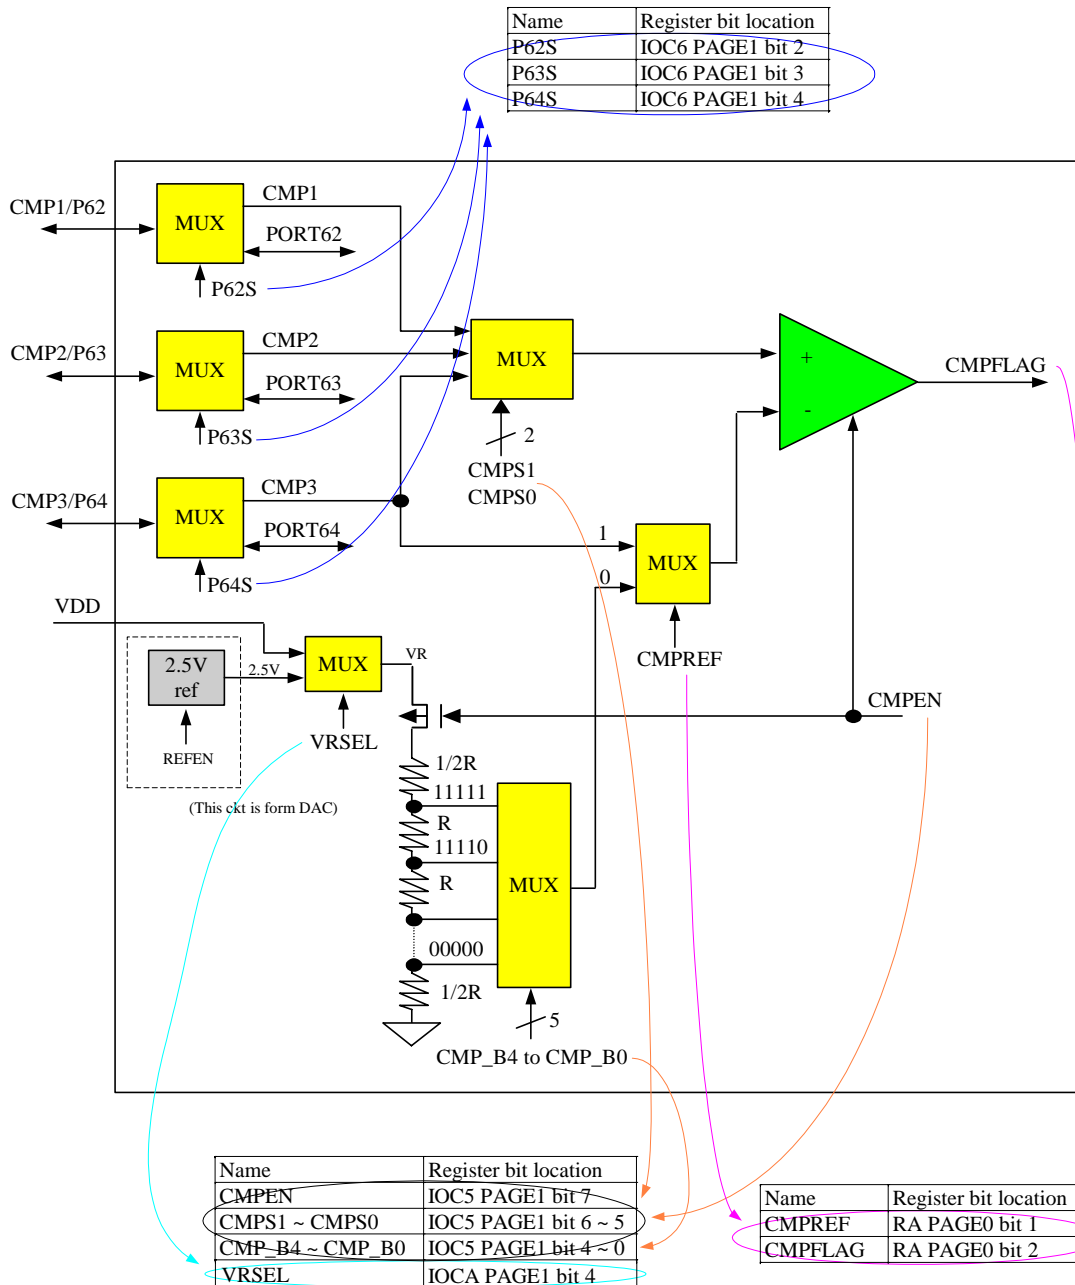 Name Register bit location
P62S IOC6 PAGE1 bit 2
P63S IOC6 PAGE1 bit 3
P64S IOC6 PAGE1 bit 4
CMP1/P62
MUX
CMP1
PORT62
P62S
CMP2/P63
MUX
CMP2
PORT63
P63S
CMP3/P64
MUX
CMP3
PORT64
P64S
MUX
2
CMPS1
CMPS0
+
-
CMPFLAG
1
0
MUX
CMPREF
CMPEN
VDD
2.5V
ref
2.5V
REFEN
MUX
VR
VRSEL
(This ckt is form DAC)
1/2R
11111
R
11110
R
00000
1/2R
MUX
5
CMP_B4 to CMP_B0
Name Register bit location
CMPEN IOC5 PAGE1 bit 7
CMPS1 ~ CMPS0 IOC5 PAGE1 bit 6 ~ 5
CMP_B4 ~ CMP_B0 IOC5 PAGE1 bit 4 ~ 0
VRSEL IOCA PAGE1 bit 4
Name Register bit location
CMPREF RA PAGE0 bit 1
CMPFLAG RA PAGE0 bit 2